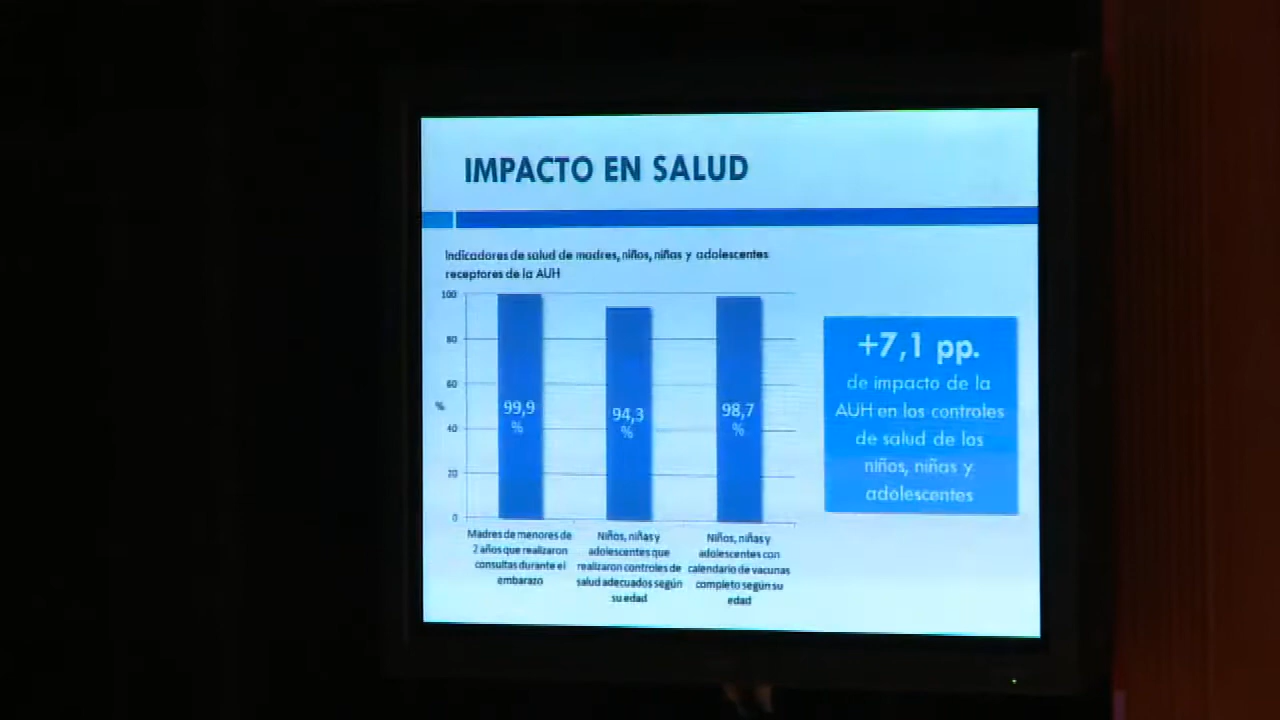 IMPACTO EN SALUD
Indicadores de salud de madres, niños, niñas y adolescentes
receptores de la AUH
100
80
60
%
40
20
0
99,9
%
94,3
%
98,7
%
Madres de menores de
2 años que realizaron
consultas durante el
embarazo
Niños, niñas y
adolescentes que
realizaron controles de
salud adecuados según
su edad
Niños, niñas y
adolescentes con
calendario de vacunas
completo según su
edad
+7,1 pp.
de impacto de la
AUH en los controles
de salud de los
niños, niñas y
adolescentes